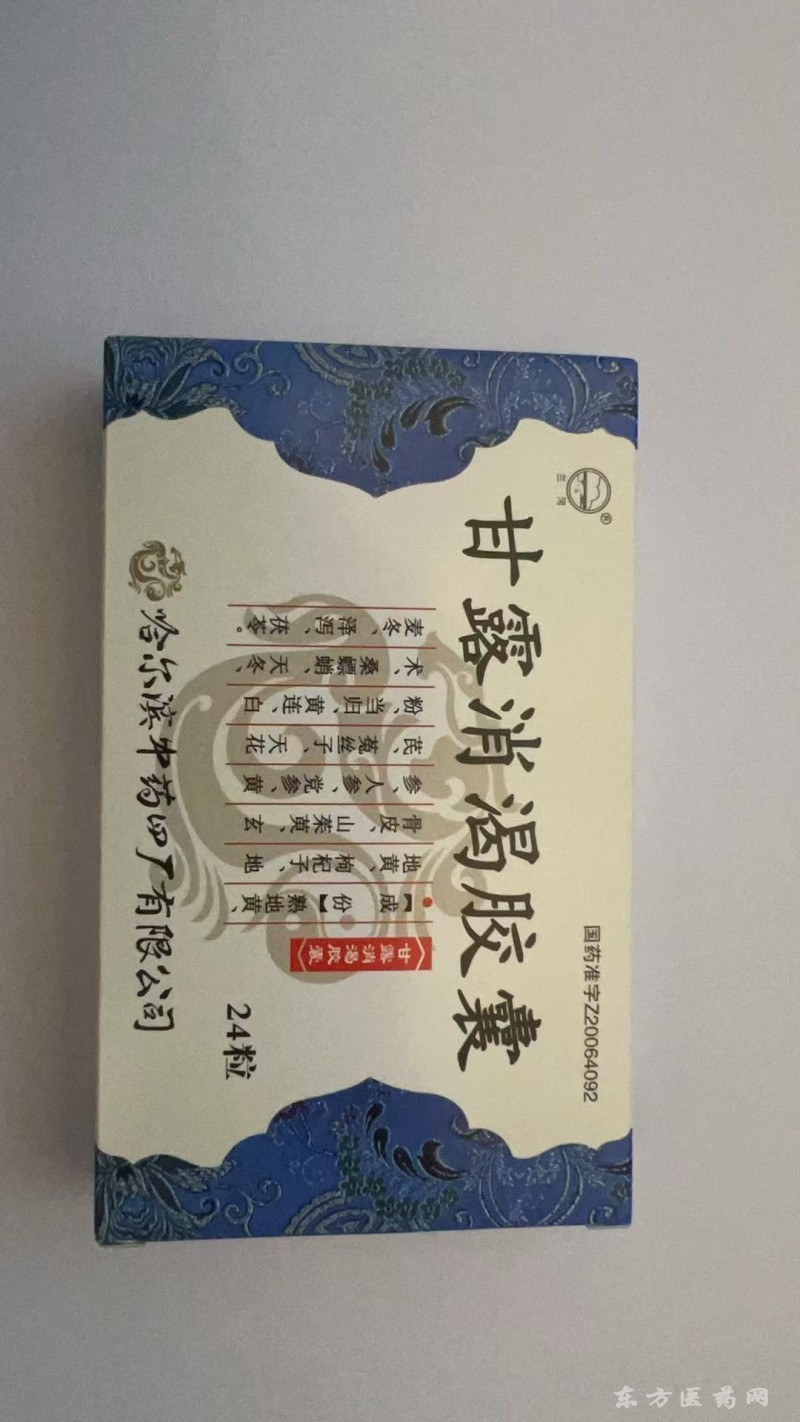 国药准字Z20064092
甘露消渴胶囊
甘露消渴胶囊
【成份】熟地黄、
地黄、枸杞子、地
骨皮、山茱萸、玄
参、人参、党参、黄
芪、菟丝子、天花
粉、当归、黄连、白
术、桑螵蛸、天冬、
麦冬、泽泻、茯苓。
24粒
哈尔滨中药四厂有限公司
东方医药网